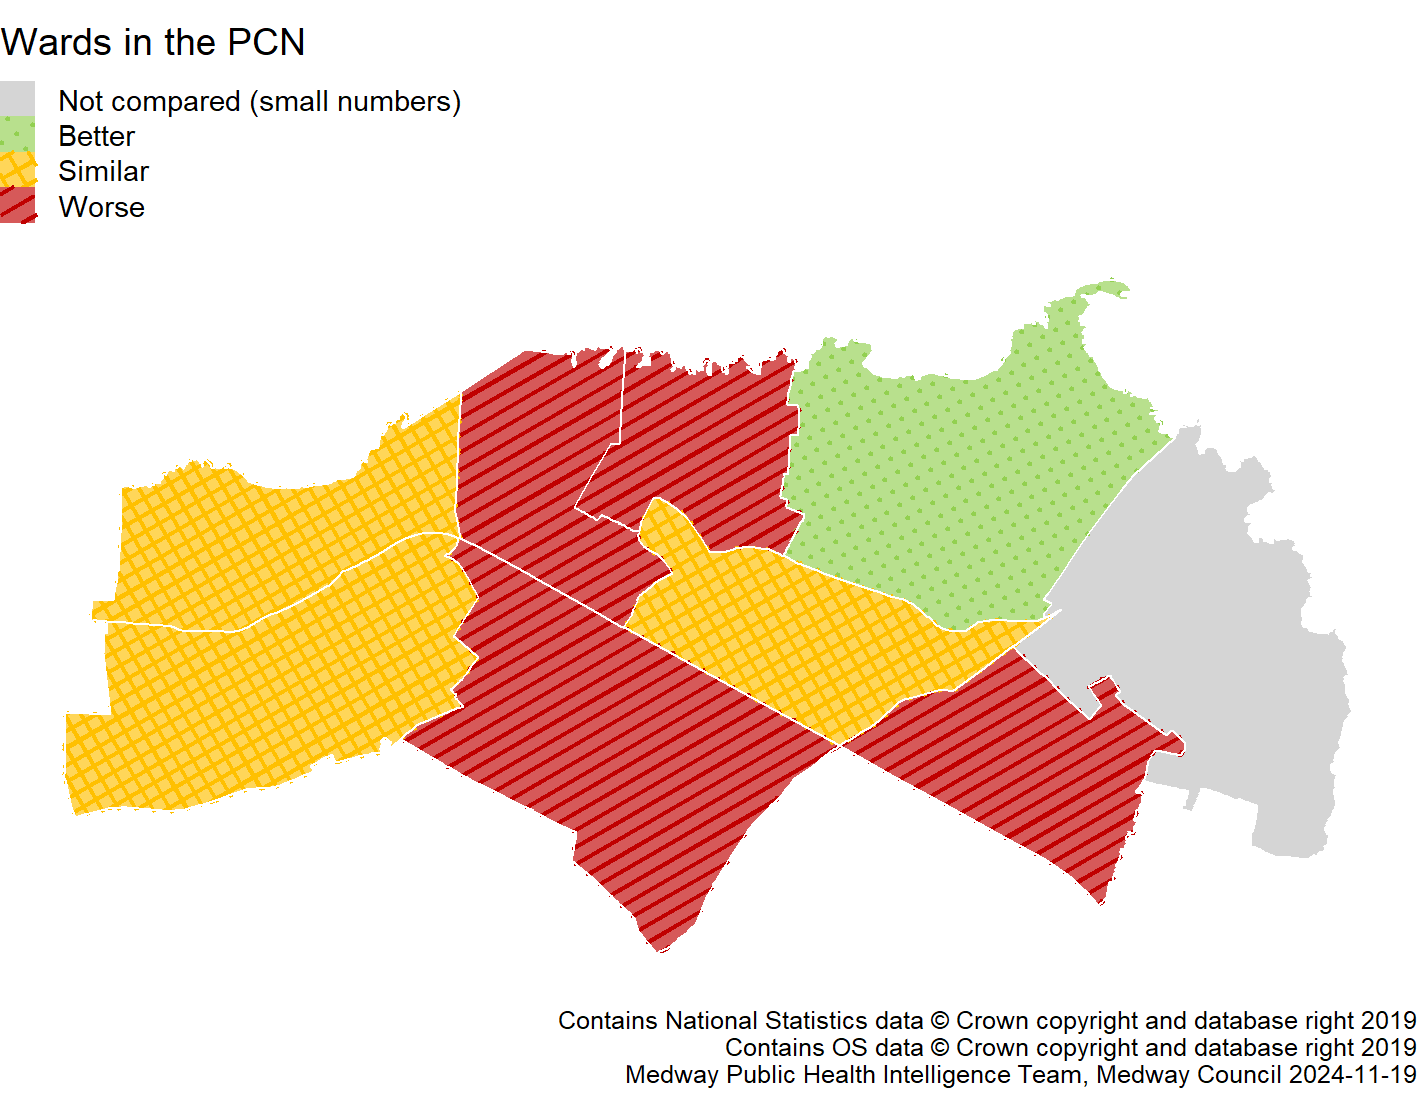 Wards in the PCN
Not compared (small numbers)
Better
Similar
Worse
Contains National Statistics data © Crown copyright and database right 2019
Contains OS data © Crown copyright and database right 2019
Medway Public Health Intelligence Team, Medway Council 2024-11-19